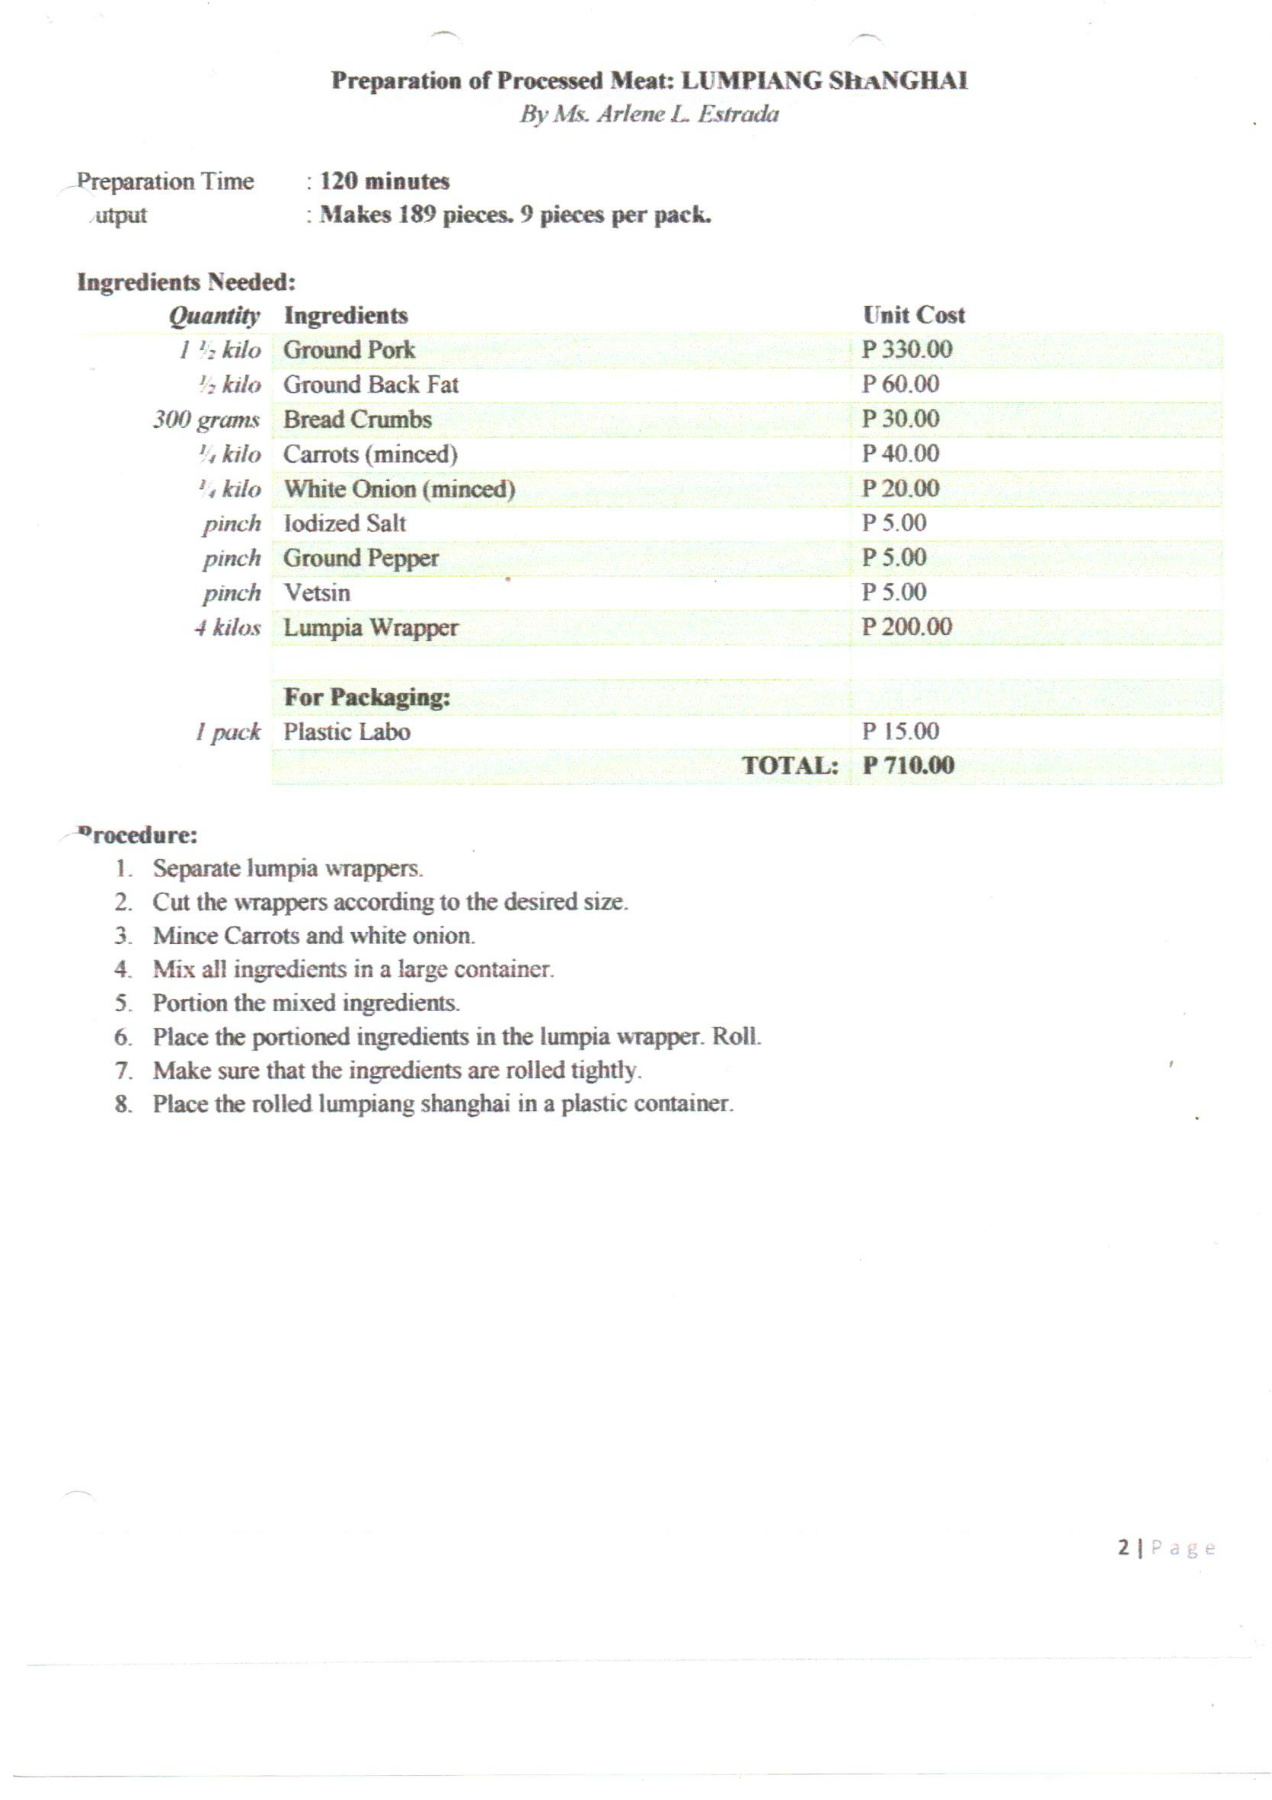 Preparation of Processed Meat: LUMPIANG SHANGHAI
By Ms. Arlene L. Estrada
Preparation Time : 120 minutes
utput : Makes 189 pieces. 9 pieces per pack.
Ingredients Needed:
Quantity Ingredients Unit Cost
1 ½ kilo Ground Pork P 330.00
½ kilo Ground Back Fat P 60.00
300 grams Bread Crumbs P 30.00
¼ kilo Carrots (minced) P 40.00
¼ kilo White Onion (minced) P 20.00
pinch Iodized Salt P 5.00
pinch Ground Pepper P 5.00
pinch Vetsin P 5.00
4 kilos Lumpia Wrapper P 200.00
For Packaging:
1 pack Plastic Labo P 15.00
TOTAL: P 710.00
Procedure:
1. Separate lumpia wrappers.
2. Cut the wrappers according to the desired size.
3. Mince Carrots and white onion.
4. Mix all ingredients in a large container.
5. Portion the mixed ingredients.
6. Place the portioned ingredients in the lumpia wrapper. Roll.
7. Make sure that the ingredients are rolled tightly.
8. Place the rolled lumpiang shanghai in a plastic container.
2 | Page